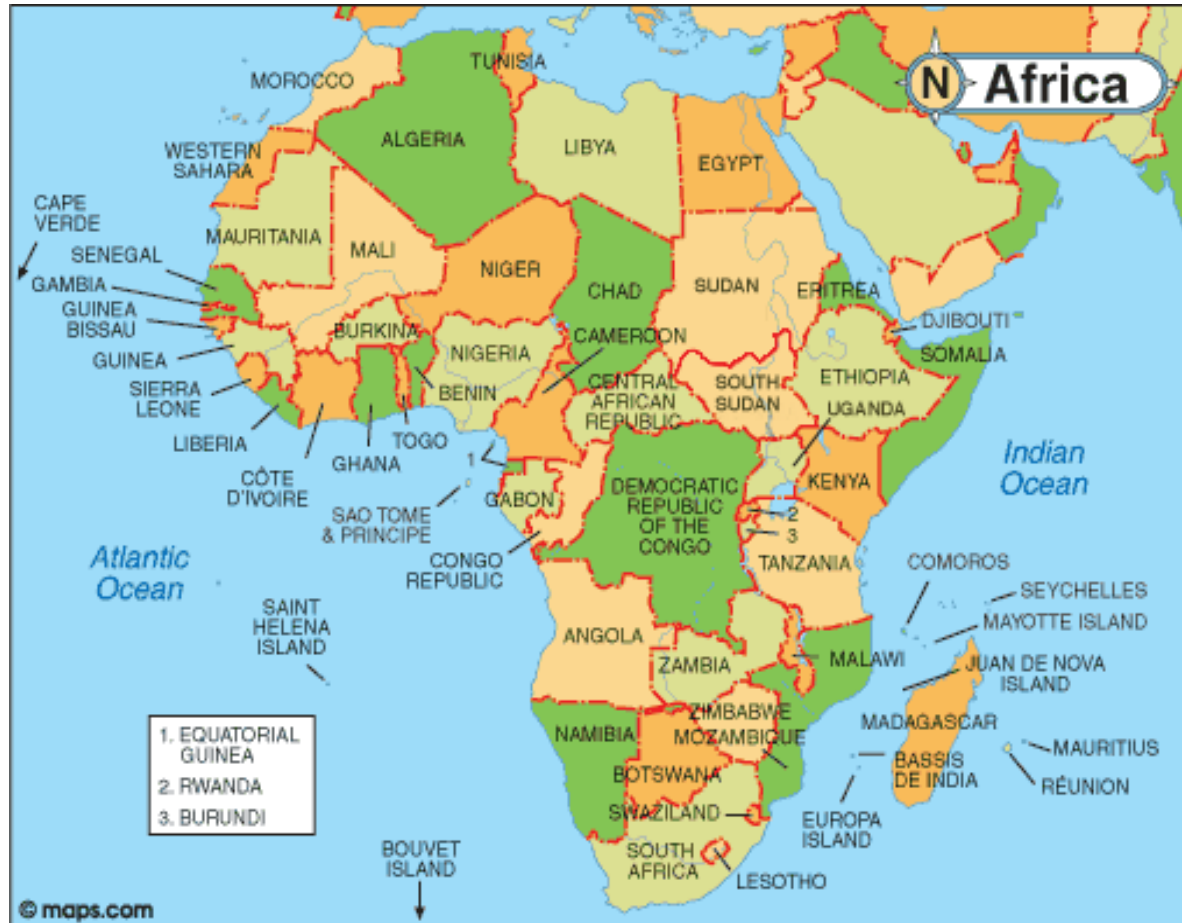 N Africa
TUNISIA
MOROCCO
ALGERIA
LIBYA
EGYPT
WESTERN
SAHARA
CAPE
VERDE
MAURITANIA
MALI
NIGER
CHAD
SUDAN
ERITREA
SENEGAL
GAMBIA
GUINEA
BISSAU
GUINEA
SIERRA
LEONE
LIBERIA
CÔTE
D'IVOIRE
BURKINA
GHANA
TOGO
BENIN
NIGERIA
CAMEROON
CENTRAL
AFRICAN
REPUBLIC
SOUTH
SUDAN
DJIBOUTI
SOMALIA
ETHIOPIA
UGANDA
KENYA
Indian
Ocean
1
GABON
SAO TOME
& PRINCIPE
CONGO
REPUBLIC
DEMOCRATIC
REPUBLIC
OF THE
CONGO
2
3
TANZANIA
Atlantic
Ocean
SAINT
HELENA
ISLAND
COMOROS
SEYCHELLES
MAYOTTE ISLAND
JUAN DE NOVA
ISLAND
ANGOLA
ZAMBIA
MALAWI
ZIMBABWE
MOZAMBIQUE
MADAGASCAR
MAURITIUS
BASSIS
DE INDIA
RÉUNION
EUROPA
ISLAND
NAMIBIA
BOTSWANA
SWAZILAND
SOUTH
AFRICA
LESOTHO
1. EQUATORIAL
GUINEA
2. RWANDA
3. BURUNDI
BOUVET
ISLAND
© maps.com